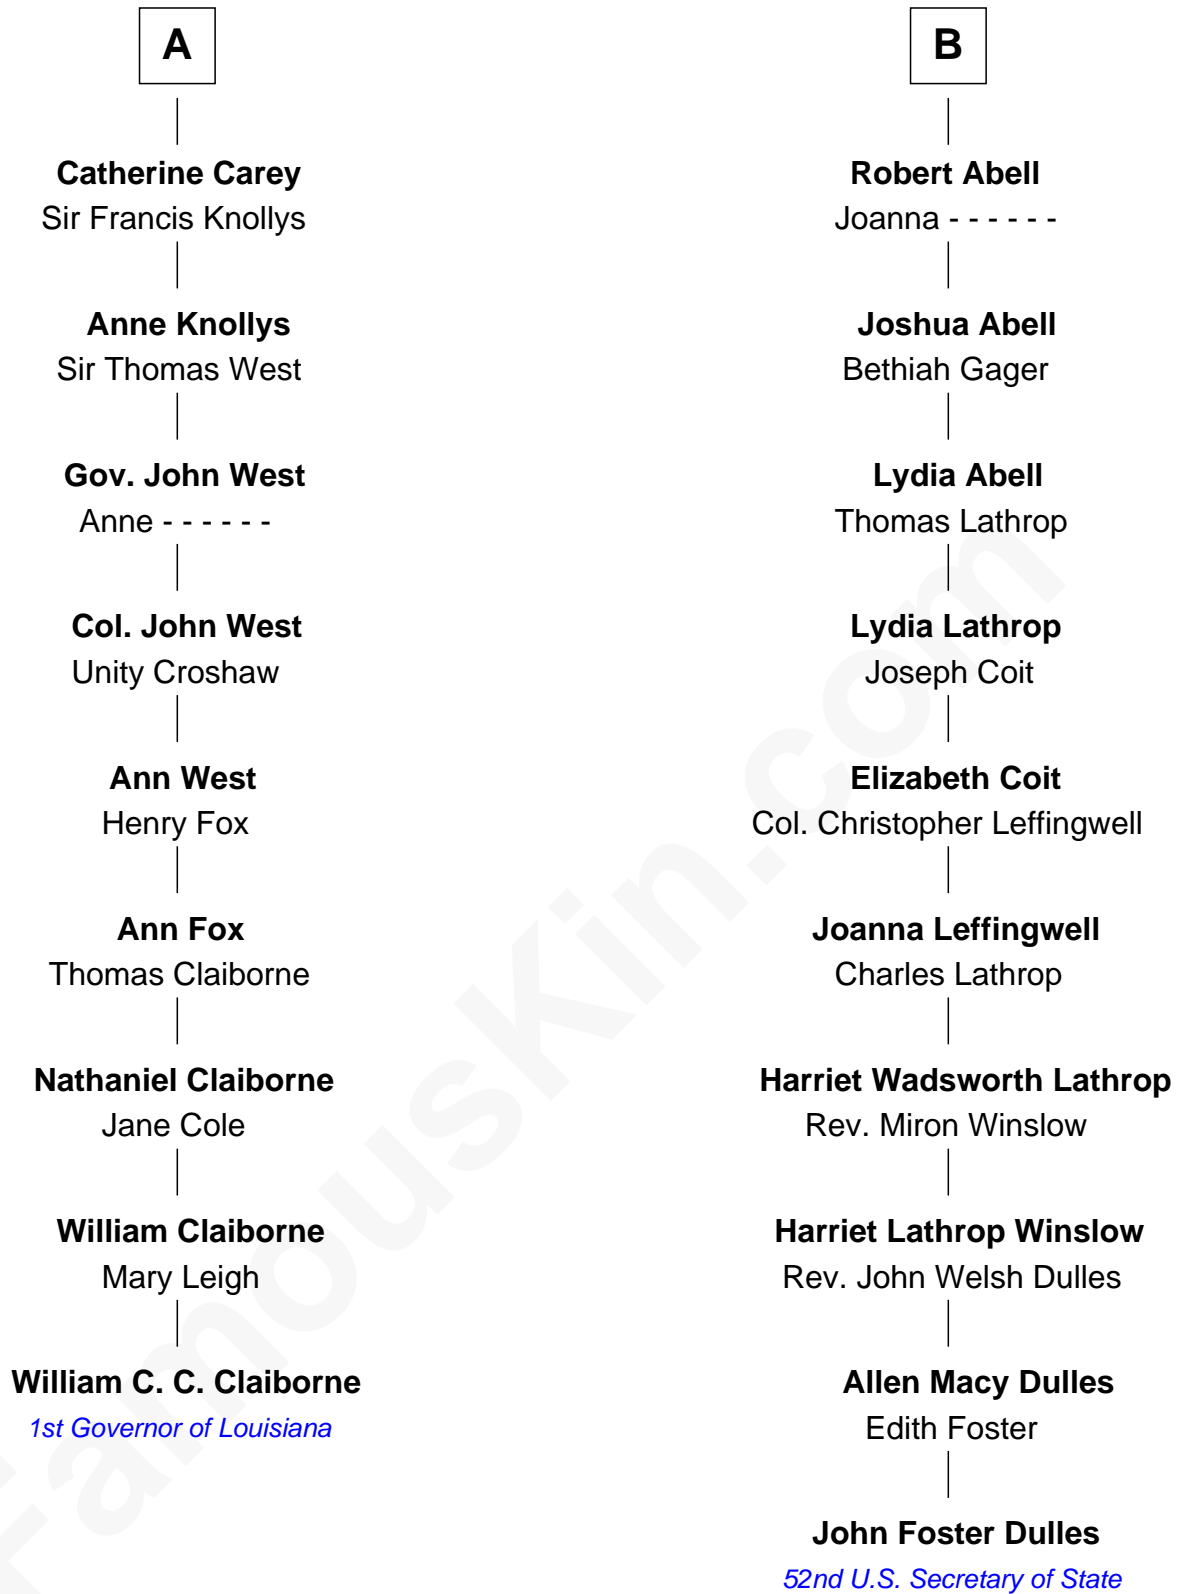 A
Catherine Carey
Sir Francis Knollys
Anne Knollys
Sir Thomas West
Gov. John West
Anne - - - - - -
Col. John West
Unity Croshaw
Ann West
Henry Fox
Ann Fox
Thomas Claiborne
Nathaniel Claiborne
Jane Cole
William Claiborne
Mary Leigh
William C. C. Claiborne
1st Governor of Louisiana
B
Robert Abell
Joanna - - - - - -
Joshua Abell
Bethiah Gager
Lydia Abell
Thomas Lathrop
Lydia Lathrop
Joseph Coit
Elizabeth Coit
Col. Christopher Leffingwell
Joanna Leffingwell
Charles Lathrop
Harriet Wadsworth Lathrop
Rev. Miron Winslow
Harriet Lathrop Winslow
Rev. John Welsh Dulles
Allen Macy Dulles
Edith Foster
John Foster Dulles
52nd U.S. Secretary of State
FamousKin.com